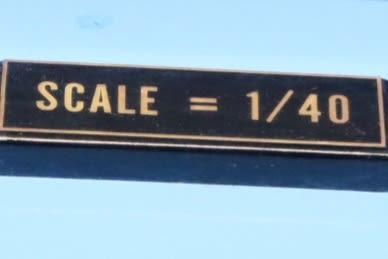 SCALE = 1/40